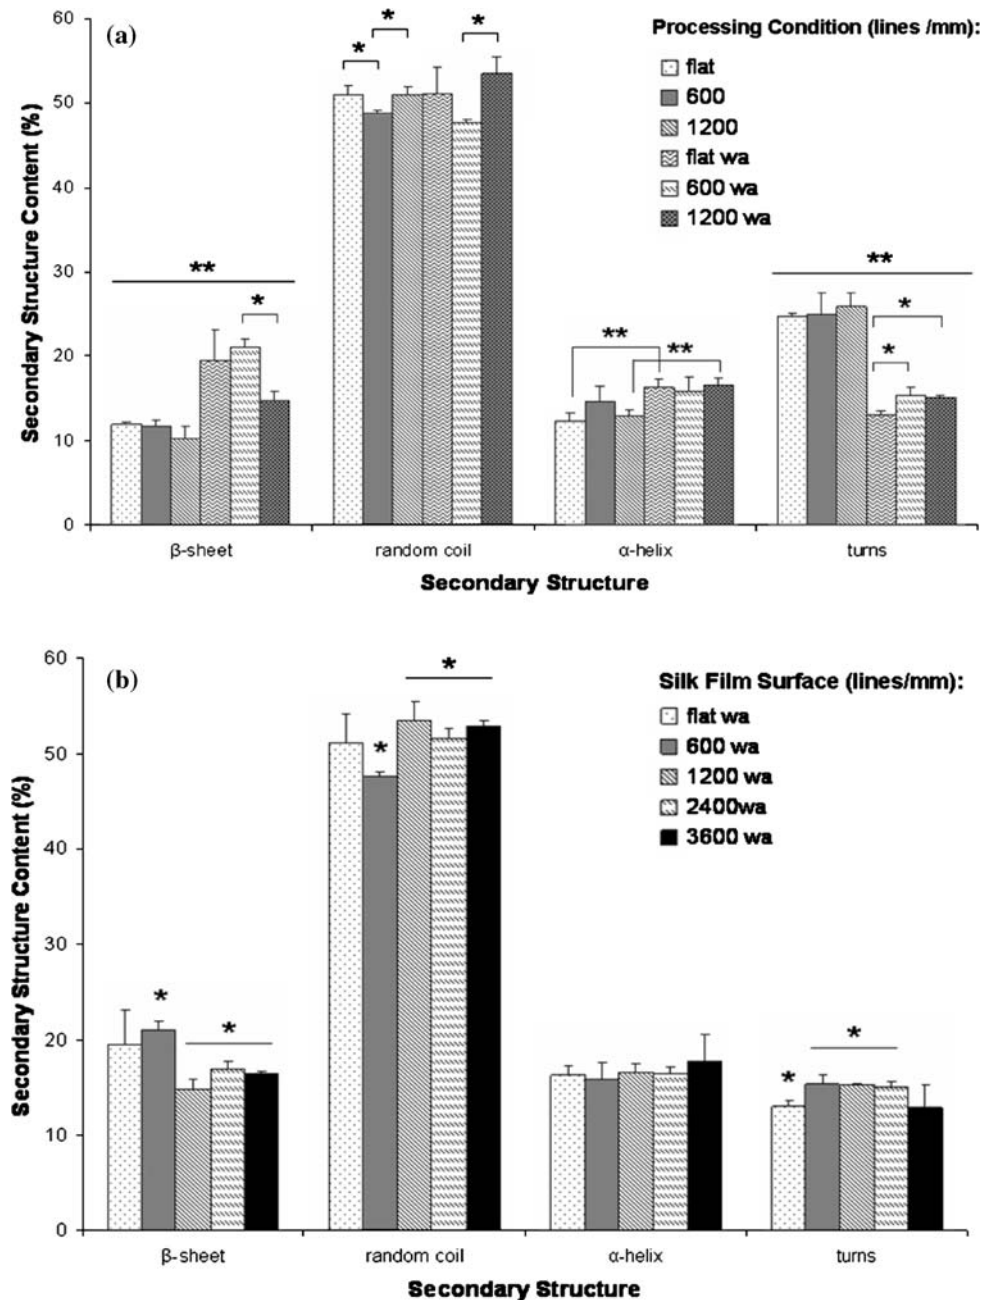 (a)
Processing Condition (lines /mm):
flat
600
1200
flat wa
600 wa
1200 wa
Secondary Structure Content (%)
60
50
40
30
20
10
0
*
*
*
**
*
**
**
**
*
*
β-sheet
random coil
α-helix
turns
Secondary Structure
(b)
Silk Film Surface (lines/mm):
flat wa
600 wa
1200 wa
2400wa
3600 wa
Secondary Structure Content (%)
60
50
40
30
20
10
0
*
*
*
*
*
*
β-sheet
random coil
α-helix
turns
Secondary Structure